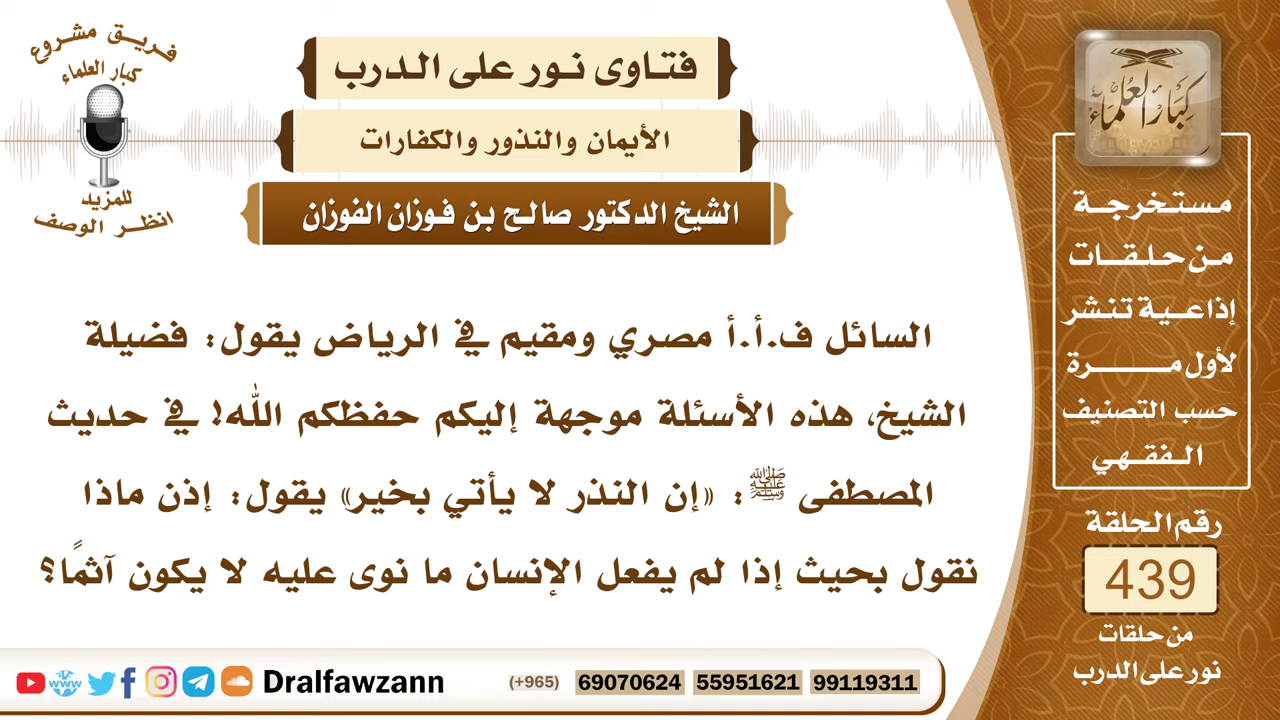 فريق مشروع
كبار العلماء
للمزيد
انظر الوصف
فتاوى نور على الدرب
الأيمان والنذور والكفارات
الشيخ الدكتور صالح بن فوزان الفوزان
السائل ف.أ.أ مصري ومقيم في الرياض يقول: فضيلة
الشيخ، هذه الأسئلة موجهة إليكم حفظكم الله! في حديث
المصطفى ﷺ: «إن النذر لا يأتي بخير» يقول: إذن ماذا
نقول بحيث إذا لم يفعل الإنسان ما نوى عليه لا يكون آثمًا؟
كبار العلماء
مستخرجة
من حلقات
إذاعية تنشر
لأول مرة
حسب التصنيف
الفقهي
رقم الحلقة
439
من حلقات
نور على الدرب
www Dralfawzann (+965) 69070624 55951621 99119311